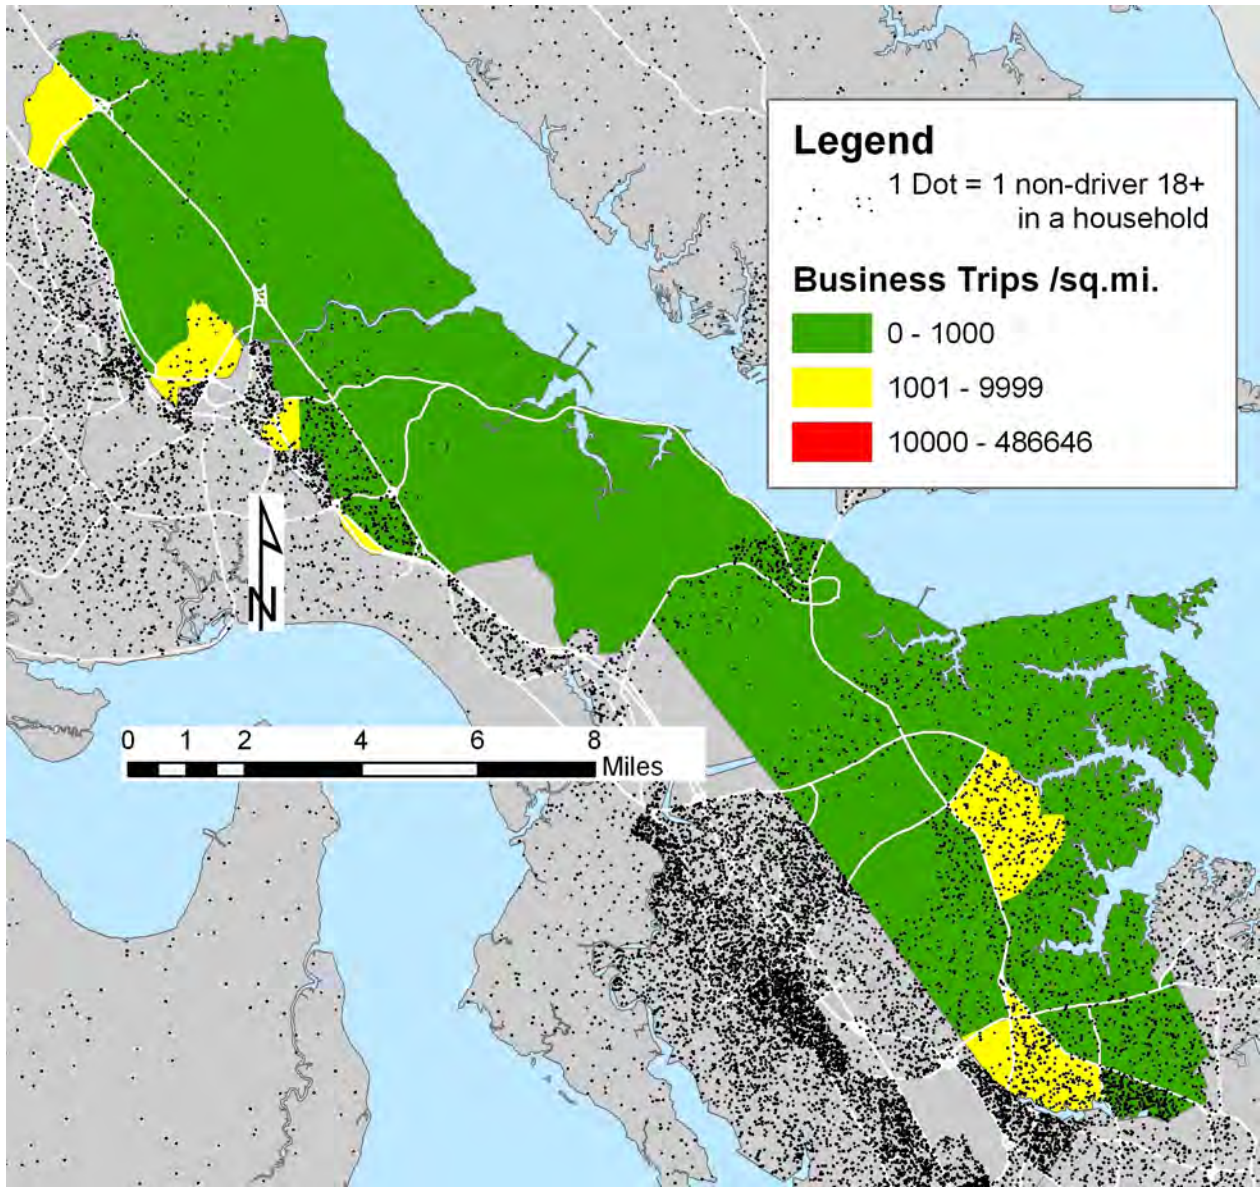 Legend
1 Dot = 1 non-driver 18+
in a household
Business Trips /sq.mi.
0 - 1000
1001 - 9999
10000 - 486646
N
0 1 2 4 6 8
Miles